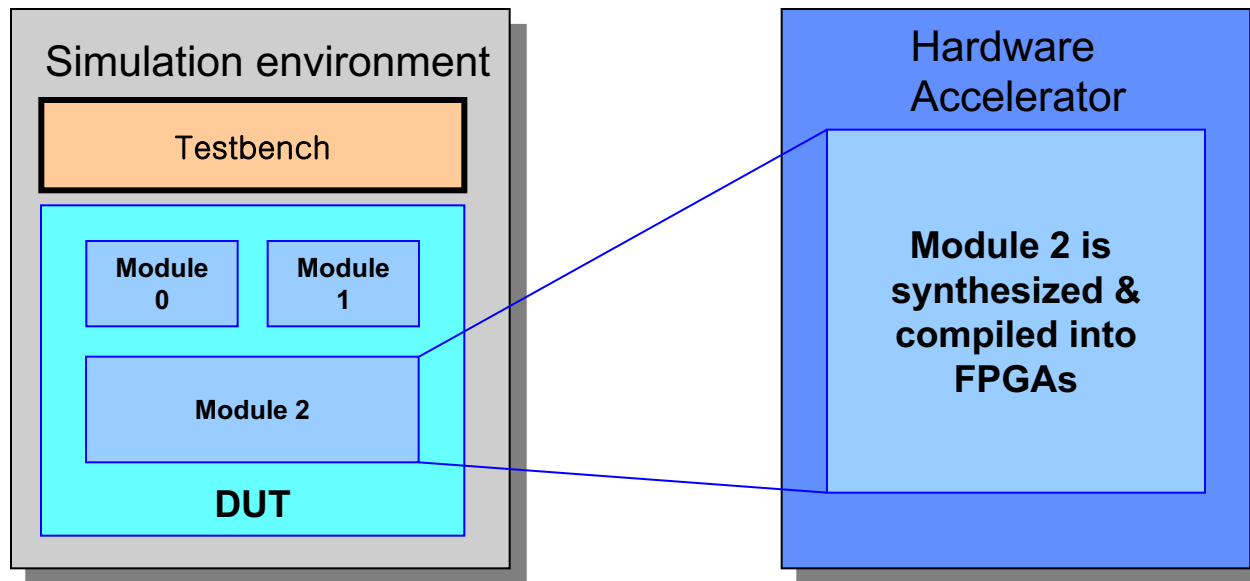 Simulation environment
Testbench
Module
0
Module
1
Module 2
DUT
Hardware
Accelerator
Module 2 is
synthesized &
compiled into
FPGAs